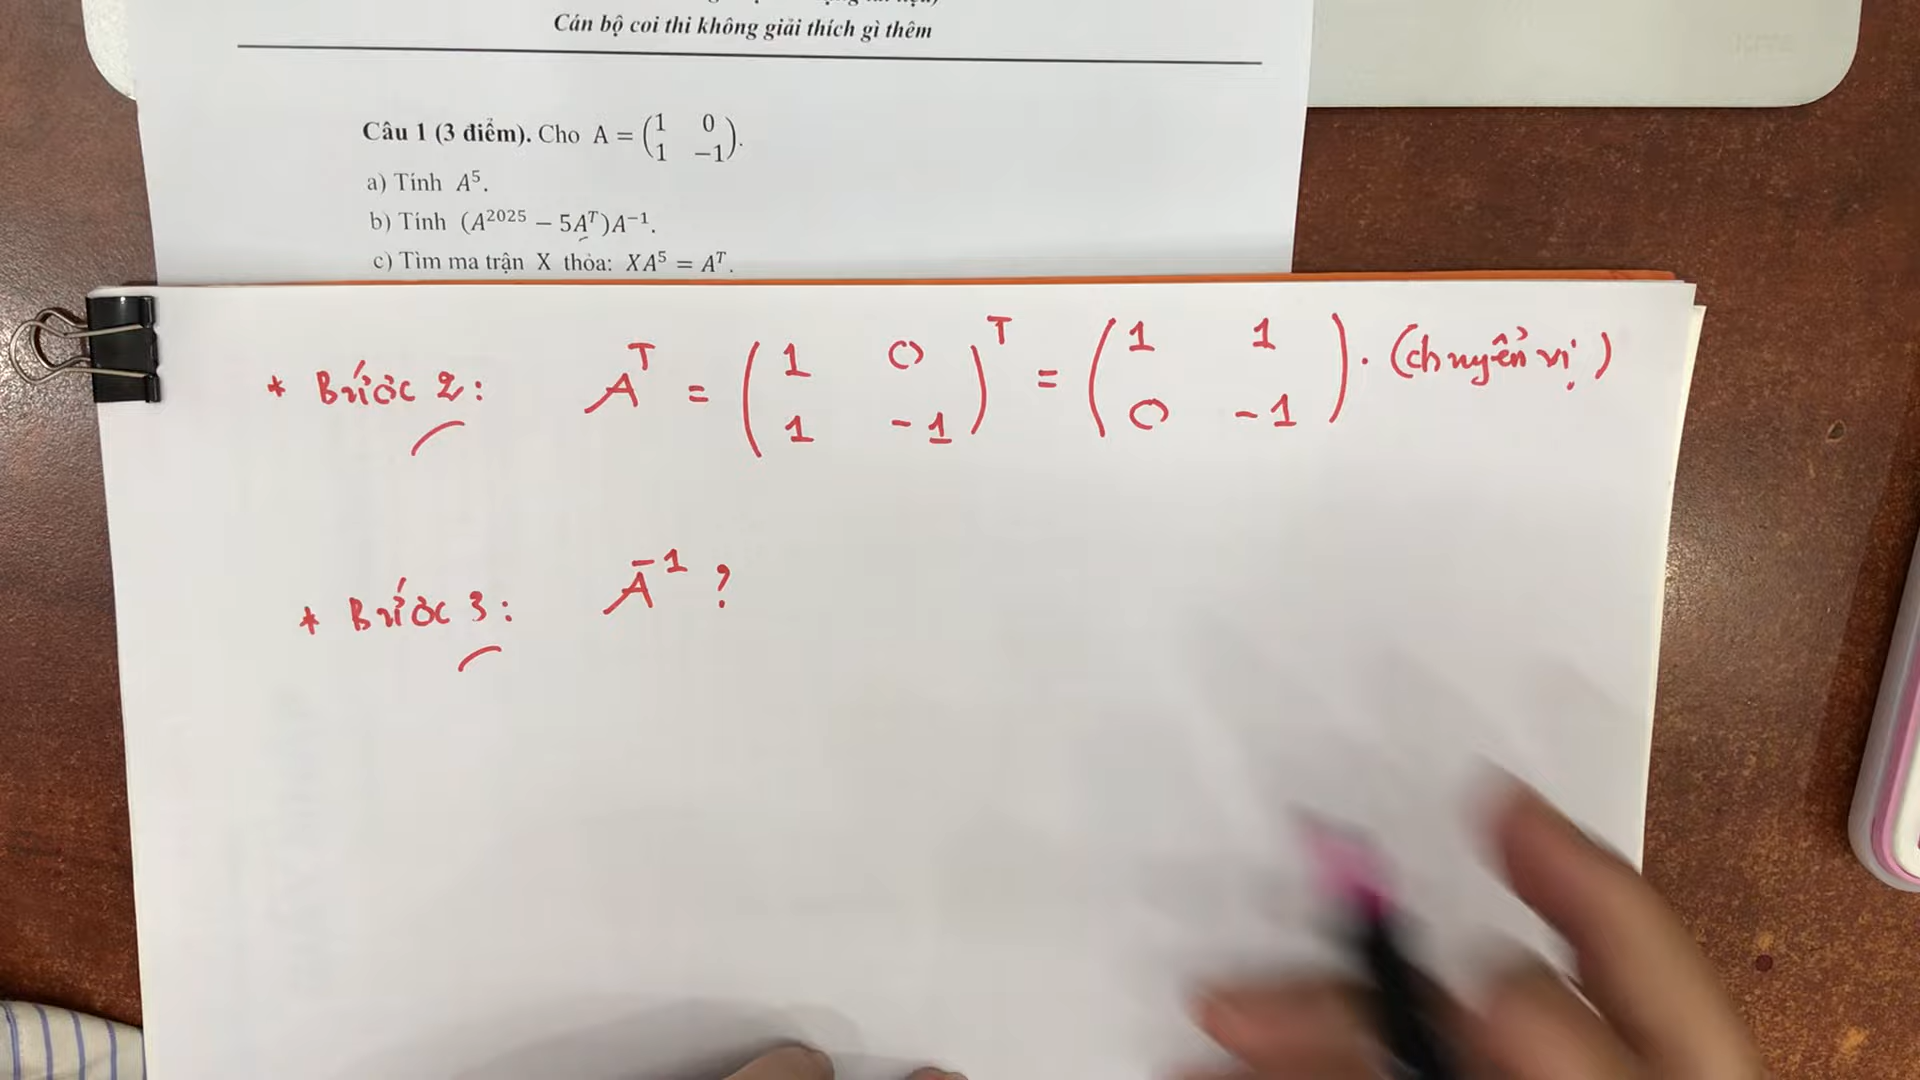 Cán bộ coi thi không giải thích gì thêm
Câu 1 (3 điểm). Cho A = (1 0
1 −1).
a) Tính A⁵.
b) Tính (A²⁰²⁵ − 5Aᵀ)A⁻¹.
c) Tìm ma trận X thỏa: XA⁵ = Aᵀ.
* Bước 2: Aᵀ = (1 0
1 -1)ᵀ = (1 1
0 -1). (chuyển vị)
* Bước 3: A⁻¹ ?